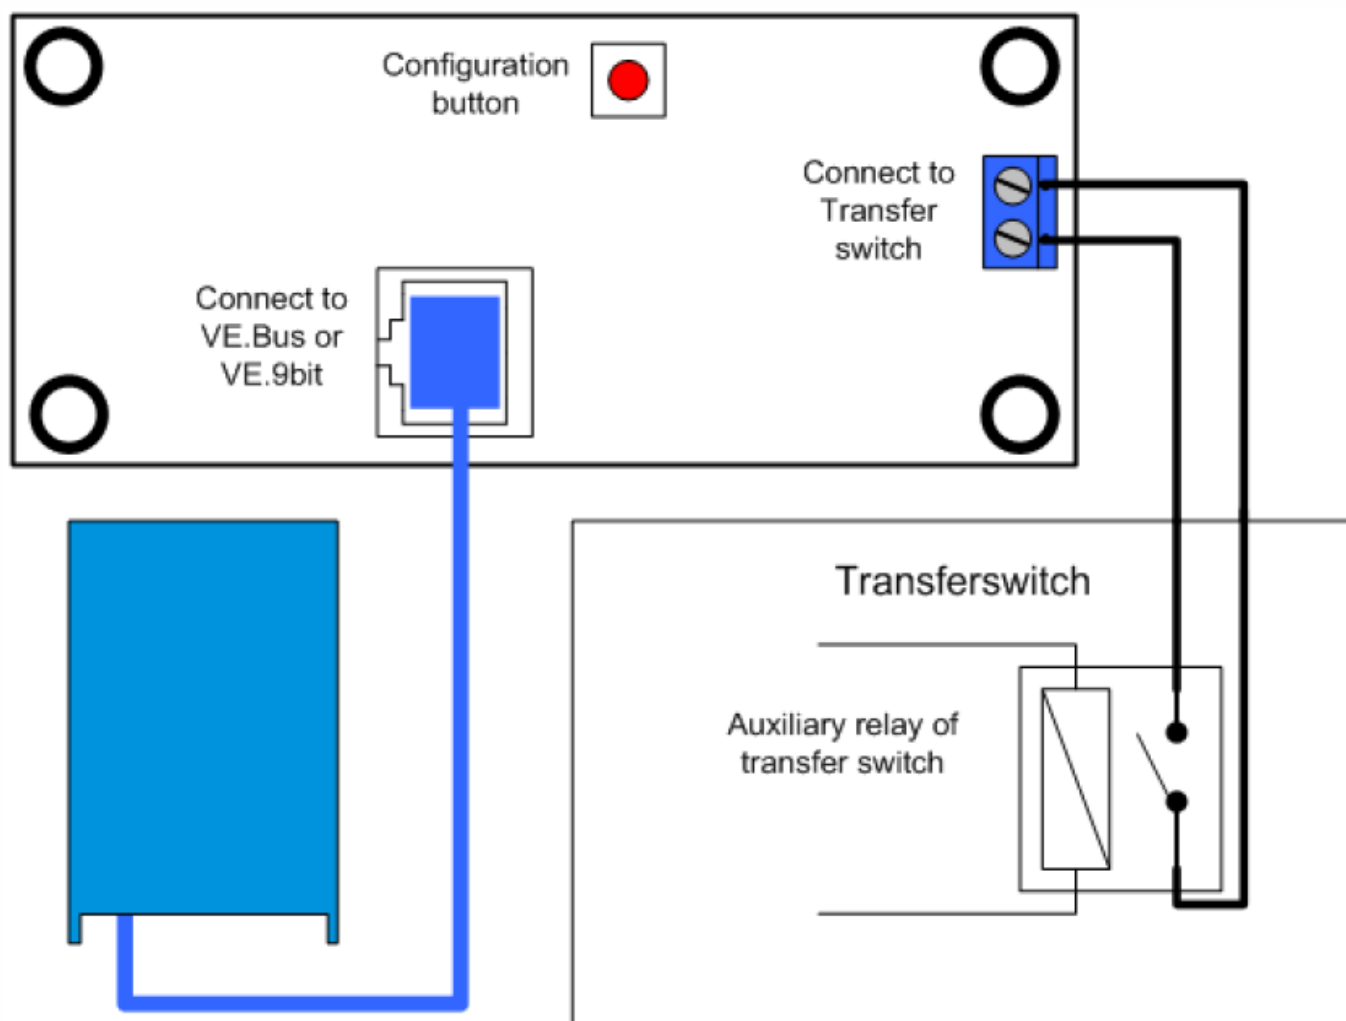 Configuration
button
Connect to
Transfer
switch
Connect to
VE.Bus or
VE.9bit
Transferswitch
Auxiliary relay of
transfer switch